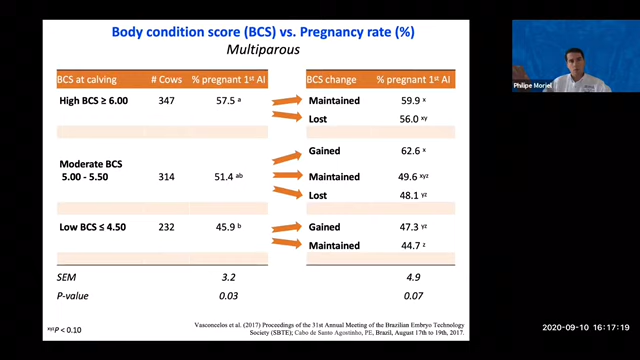 Body condition score (BCS) vs. Pregnancy rate (%)
Multiparous
BCS at calving # Cows % pregnant 1st AI BCS change % pregnant 1st AI
High BCS ≥ 6.00 347 57.5 a Maintained 59.9 x
Lost 56.0 xy
Gained 62.6 x
Moderate BCS
5.00 - 5.50 314 51.4 ab Maintained 49.6 xyz
Lost 48.1 yz
Low BCS ≤ 4.50 232 45.9 b Gained 47.3 yz
Maintained 44.7 z
SEM 3.2 4.9
P-value 0.03 0.07
xyz P < 0.10
Vasconcelos et al. (2017) Proceedings of the 31st Annual Meeting of the Brazilian Embryo Technology
Society (SBTE); Cabo de Santo Agostinho, PE, Brazil, August 17th to 19th, 2017.
Philipe Moriel
2020-09-10 16:17:19